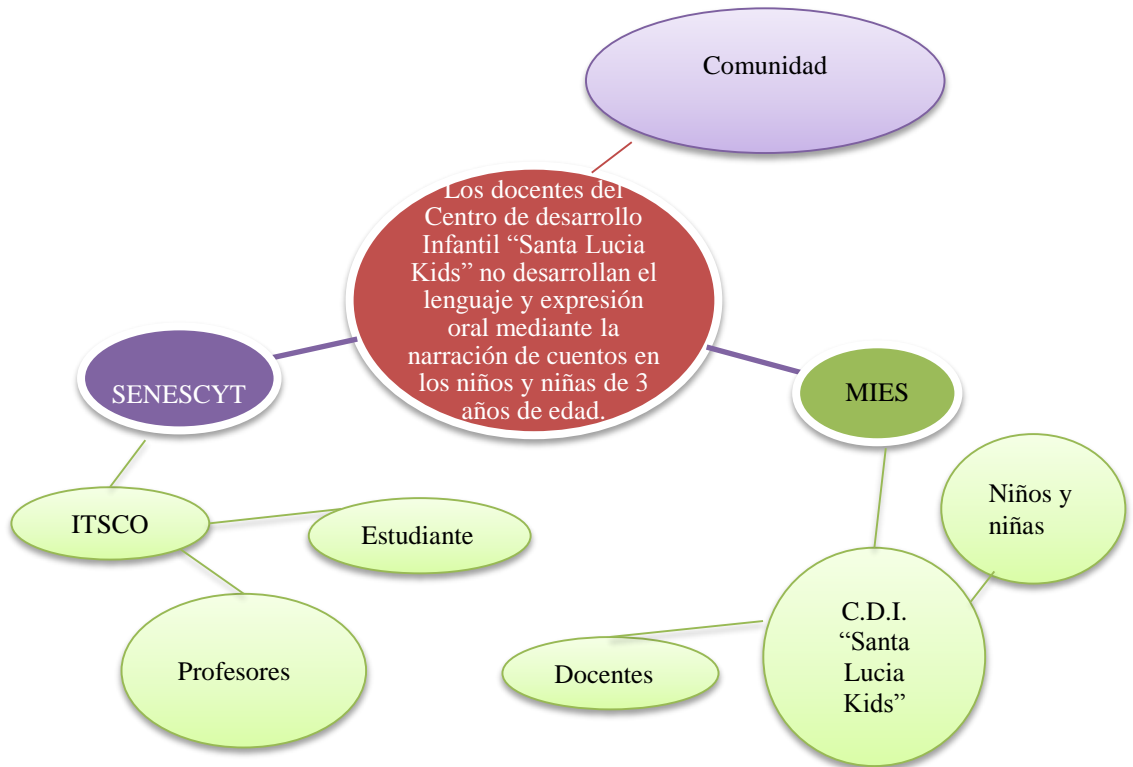 Comunidad
Los docentes del
Centro de desarrollo
Infantil “Santa Lucia
Kids” no desarrollan el
lenguaje y expresión
oral mediante la
narración de cuentos en
los niños y niñas de 3
años de edad.
SENESCYT
MIES
ITSCO
Estudiante
Profesores
Niños y
niñas
C.D.I.
“Santa
Lucia
Kids”
Docentes